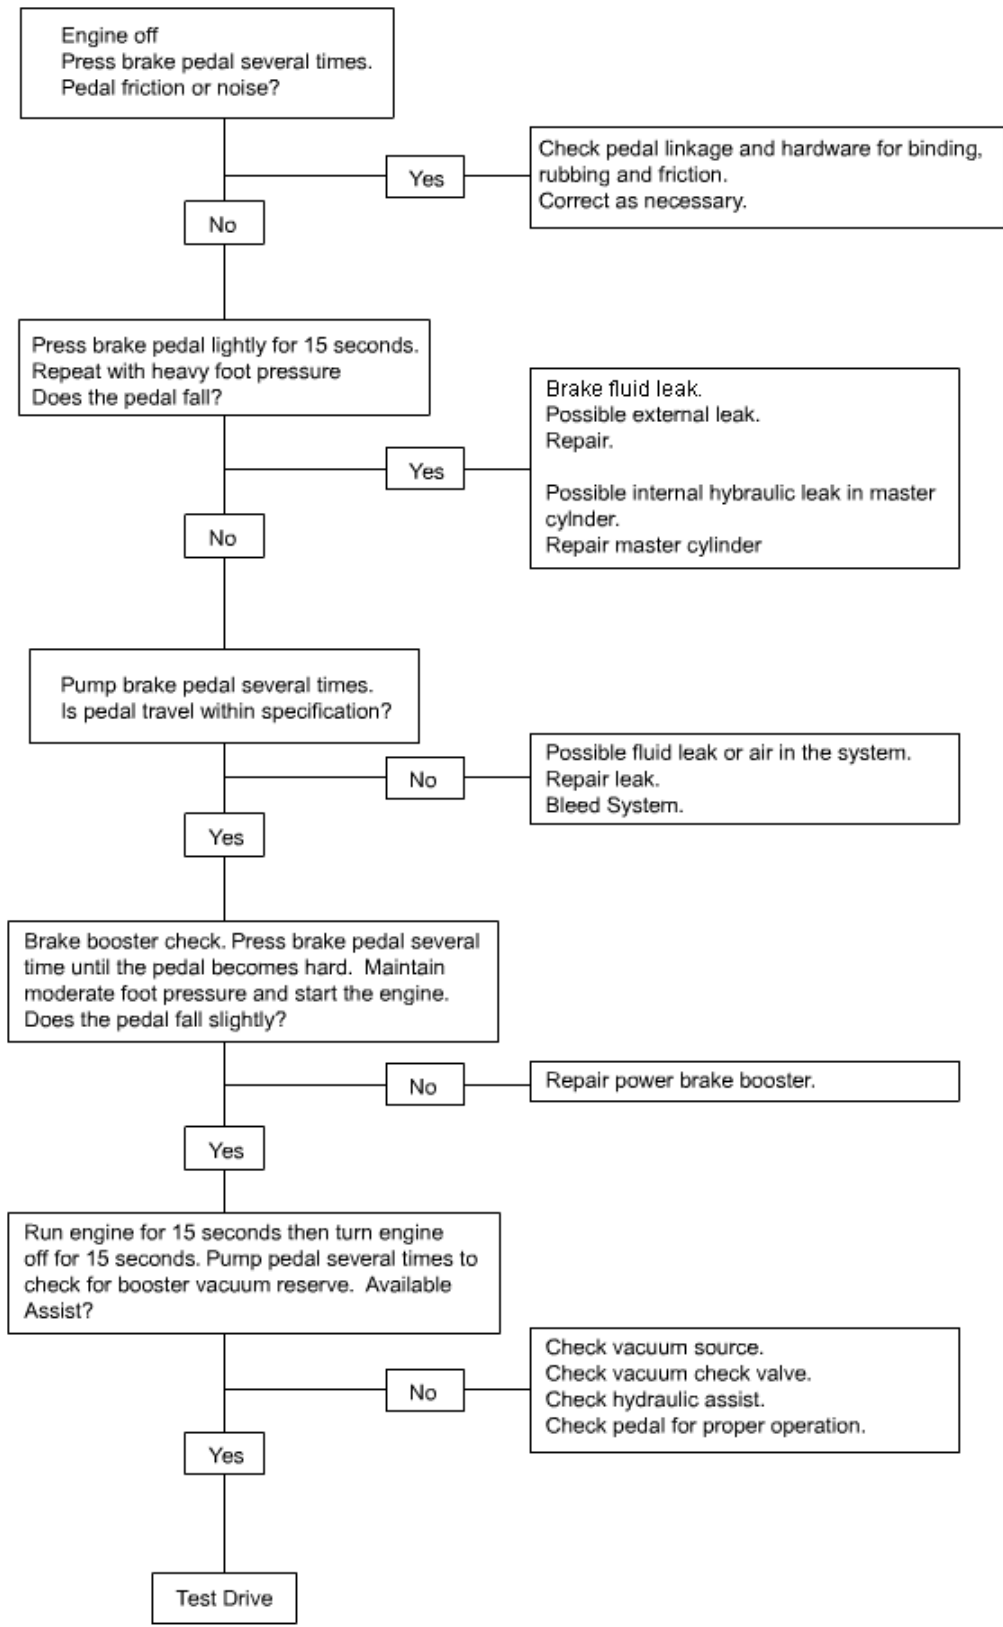 Engine off
Press brake pedal several times.
Pedal friction or noise?
Yes
Check pedal linkage and hardware for binding,
rubbing and friction.
Correct as necessary.
No
Press brake pedal lightly for 15 seconds.
Repeat with heavy foot pressure
Does the pedal fall?
Yes
Brake fluid leak.
Possible external leak.
Repair.
Possible internal hybraulic leak in master
cylnder.
Repair master cylinder
No
Pump brake pedal several times.
Is pedal travel within specification?
No
Possible fluid leak or air in the system.
Repair leak.
Bleed System.
Yes
Brake booster check. Press brake pedal several
time until the pedal becomes hard.  Maintain
moderate foot pressure and start the engine.
Does the pedal fall slightly?
No
Repair power brake booster.
Yes
Run engine for 15 seconds then turn engine
off for 15 seconds. Pump pedal several times to
check for booster vacuum reserve.  Available
Assist?
No
Check vacuum source.
Check vacuum check valve.
Check hydraulic assist.
Check pedal for proper operation.
Yes
Test Drive